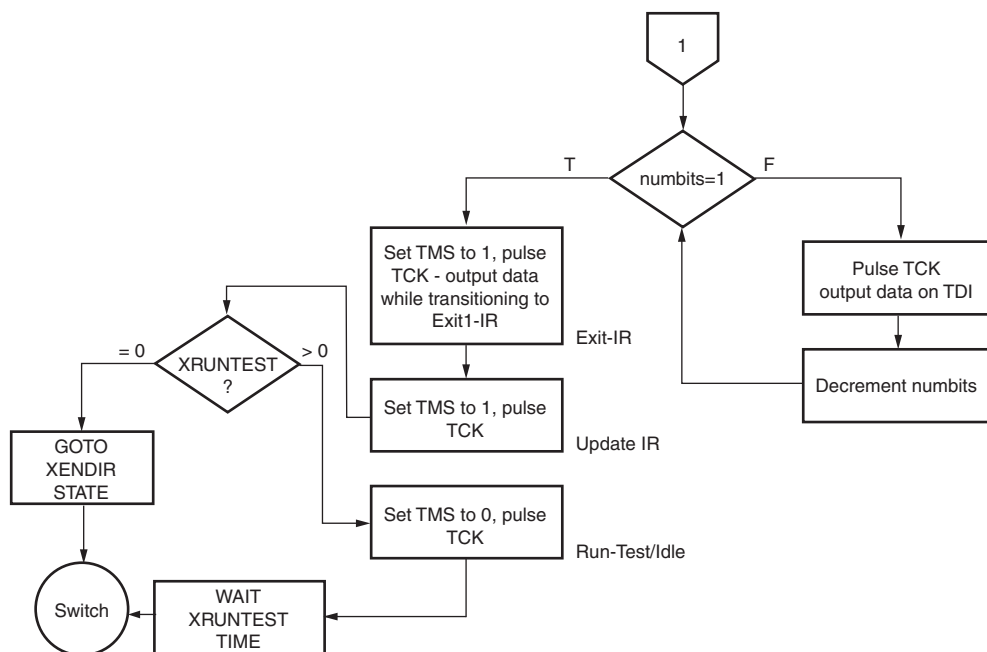 1
T
numbits=1
F
Set TMS to 1, pulse
TCK - output data
while transitioning to
Exit1-IR
Exit-IR
Pulse TCK
output data on TDI
Decrement numbits
= 0
XRUNTEST
?
> 0
Set TMS to 1, pulse
TCK
Update IR
GOTO
XENDIR
STATE
Set TMS to 0, pulse
TCK
Run-Test/Idle
Switch
WAIT
XRUNTEST
TIME